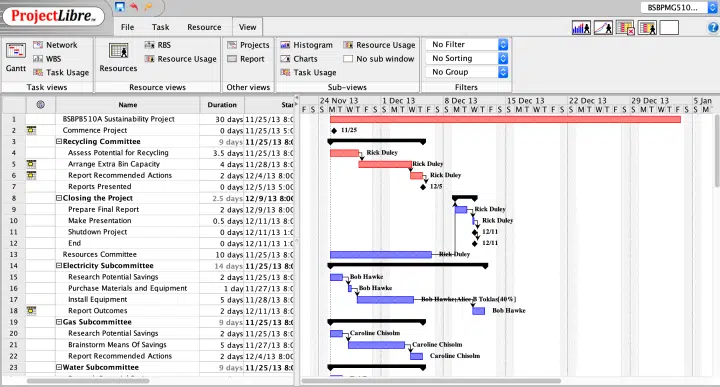 ProjectLibre™
BSBPMG510...
File Task Resource View
Gantt Network WBS Task Usage Task views
Resources RBS Resource Usage Resource views
Projects Report Other views
Histogram Charts Task Usage Resource Usage No sub window Sub-views
No Filter No Sorting No Group Filters
Name Duration Star
24 Nov 13 1 Dec 13 8 Dec 13 15 Dec 13 22 Dec 13 29 Dec 13 5 Jan
F S S M T W T F S S M T W T F S S M T W T F S S M T W T F S S M T W T F S S M T W T F S S M T
1 BSBPB510A Sustainability Project 30 days 11/25/13 8:0
2 Commence Project 0 days 11/25/13 5:0 11/25
3 Recycling Committee 9 days 11/25/13 8:0
4 Assess Potential for Recycling 3.5 days 11/25/13 8:0 Rick Duley
5 Arrange Extra Bin Capacity 4 days 11/28/13 8:0 Rick Duley
6 Report Recommended Actions 2 days 12/4/13 8:00 Rick Duley
7 Reports Presented 0 days 12/5/13 5:00 12/5
8 Closing the Project 2.5 days 12/9/13 8:00
9 Prepare Final Report 2 days 12/9/13 8:00 Rick Duley
10 Make Presentation 0.5 days 12/11/13 8:0 Rick Duley
11 Shutdown Project 0 days 12/11/13 1:0 12/11
12 End 0 days 12/11/13 1:0 12/11
13 Resources Committee 10 days 11/25/13 8:0 Rick Duley
14 Electricity Subcommittee 14 days 11/25/13 8:0
15 Research Potential Savings 2 days 11/25/13 8:0 Bob Hawke
16 Purchase Materials and Equipment 1 day 11/27/13 8:0 Bob Hawke
17 Install Equipment 5 days 11/28/13 8:0 Bob Hawke;Alice B Toklas[40%]
18 Report Outcomes 2 days 12/11/13 8:0 Bob Hawke
19 Gas Subcommittee 9 days 11/25/13 8:0
20 Research Potential Savings 2 days 11/25/13 8:0 Caroline Chisolm
21 Brainstorm Means Of Savings 5 days 11/27/13 8:0 Caroline Chisolm
22 Report Recommended Actions 2 days 12/4/13 8:00 Caroline Chisolm
23 Water Subcommittee 9 days 11/25/13 8:0